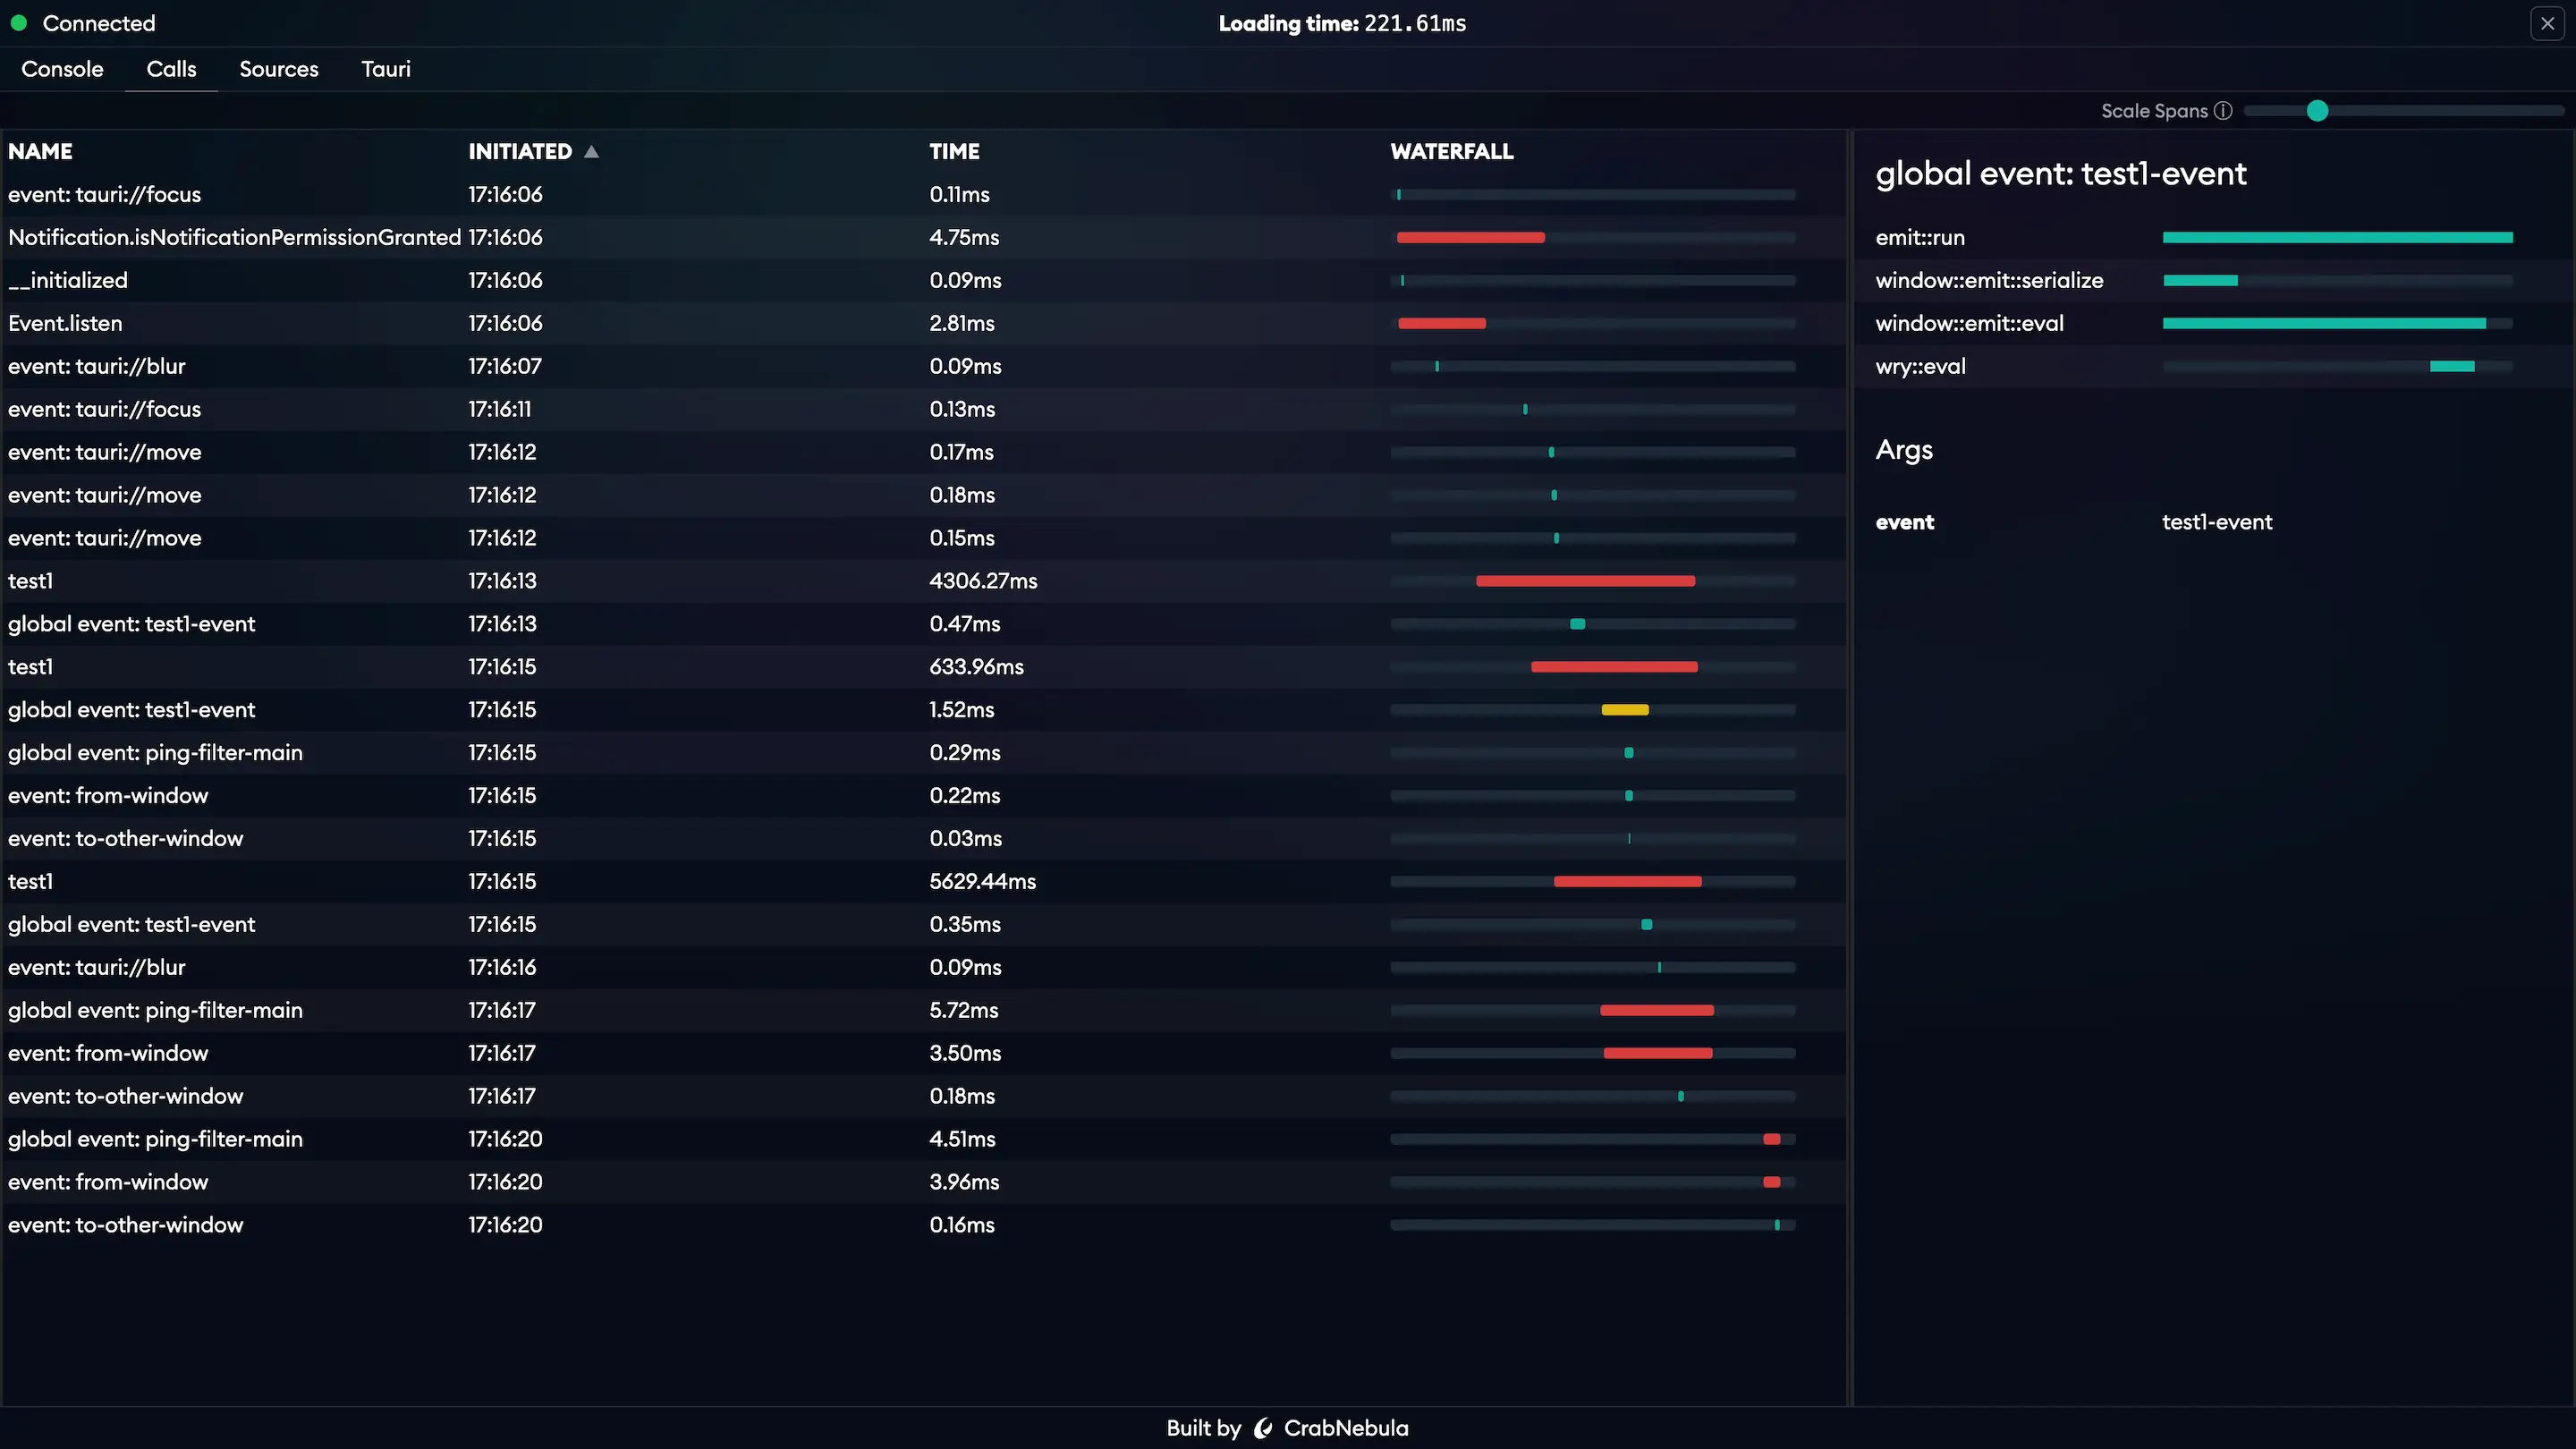 Connected
Loading time: 221.61ms
Console Calls Sources Tauri
Scale Spans
NAME INITIATED TIME WATERFALL
event: tauri://focus 17:16:06 0.11ms
Notification.isNotificationPermissionGranted 17:16:06 4.75ms
__initialized 17:16:06 0.09ms
Event.listen 17:16:06 2.81ms
event: tauri://blur 17:16:07 0.09ms
event: tauri://focus 17:16:11 0.13ms
event: tauri://move 17:16:12 0.17ms
event: tauri://move 17:16:12 0.18ms
event: tauri://move 17:16:12 0.15ms
test1 17:16:13 4306.27ms
global event: test1-event 17:16:13 0.47ms
test1 17:16:15 633.96ms
global event: test1-event 17:16:15 1.52ms
global event: ping-filter-main 17:16:15 0.29ms
event: from-window 17:16:15 0.22ms
event: to-other-window 17:16:15 0.03ms
test1 17:16:15 5629.44ms
global event: test1-event 17:16:15 0.35ms
event: tauri://blur 17:16:16 0.09ms
global event: ping-filter-main 17:16:17 5.72ms
event: from-window 17:16:17 3.50ms
event: to-other-window 17:16:17 0.18ms
global event: ping-filter-main 17:16:20 4.51ms
event: from-window 17:16:20 3.96ms
event: to-other-window 17:16:20 0.16ms
global event: test1-event
emit::run
window::emit::serialize
window::emit::eval
wry::eval
Args
event test1-event
Built by CrabNebula